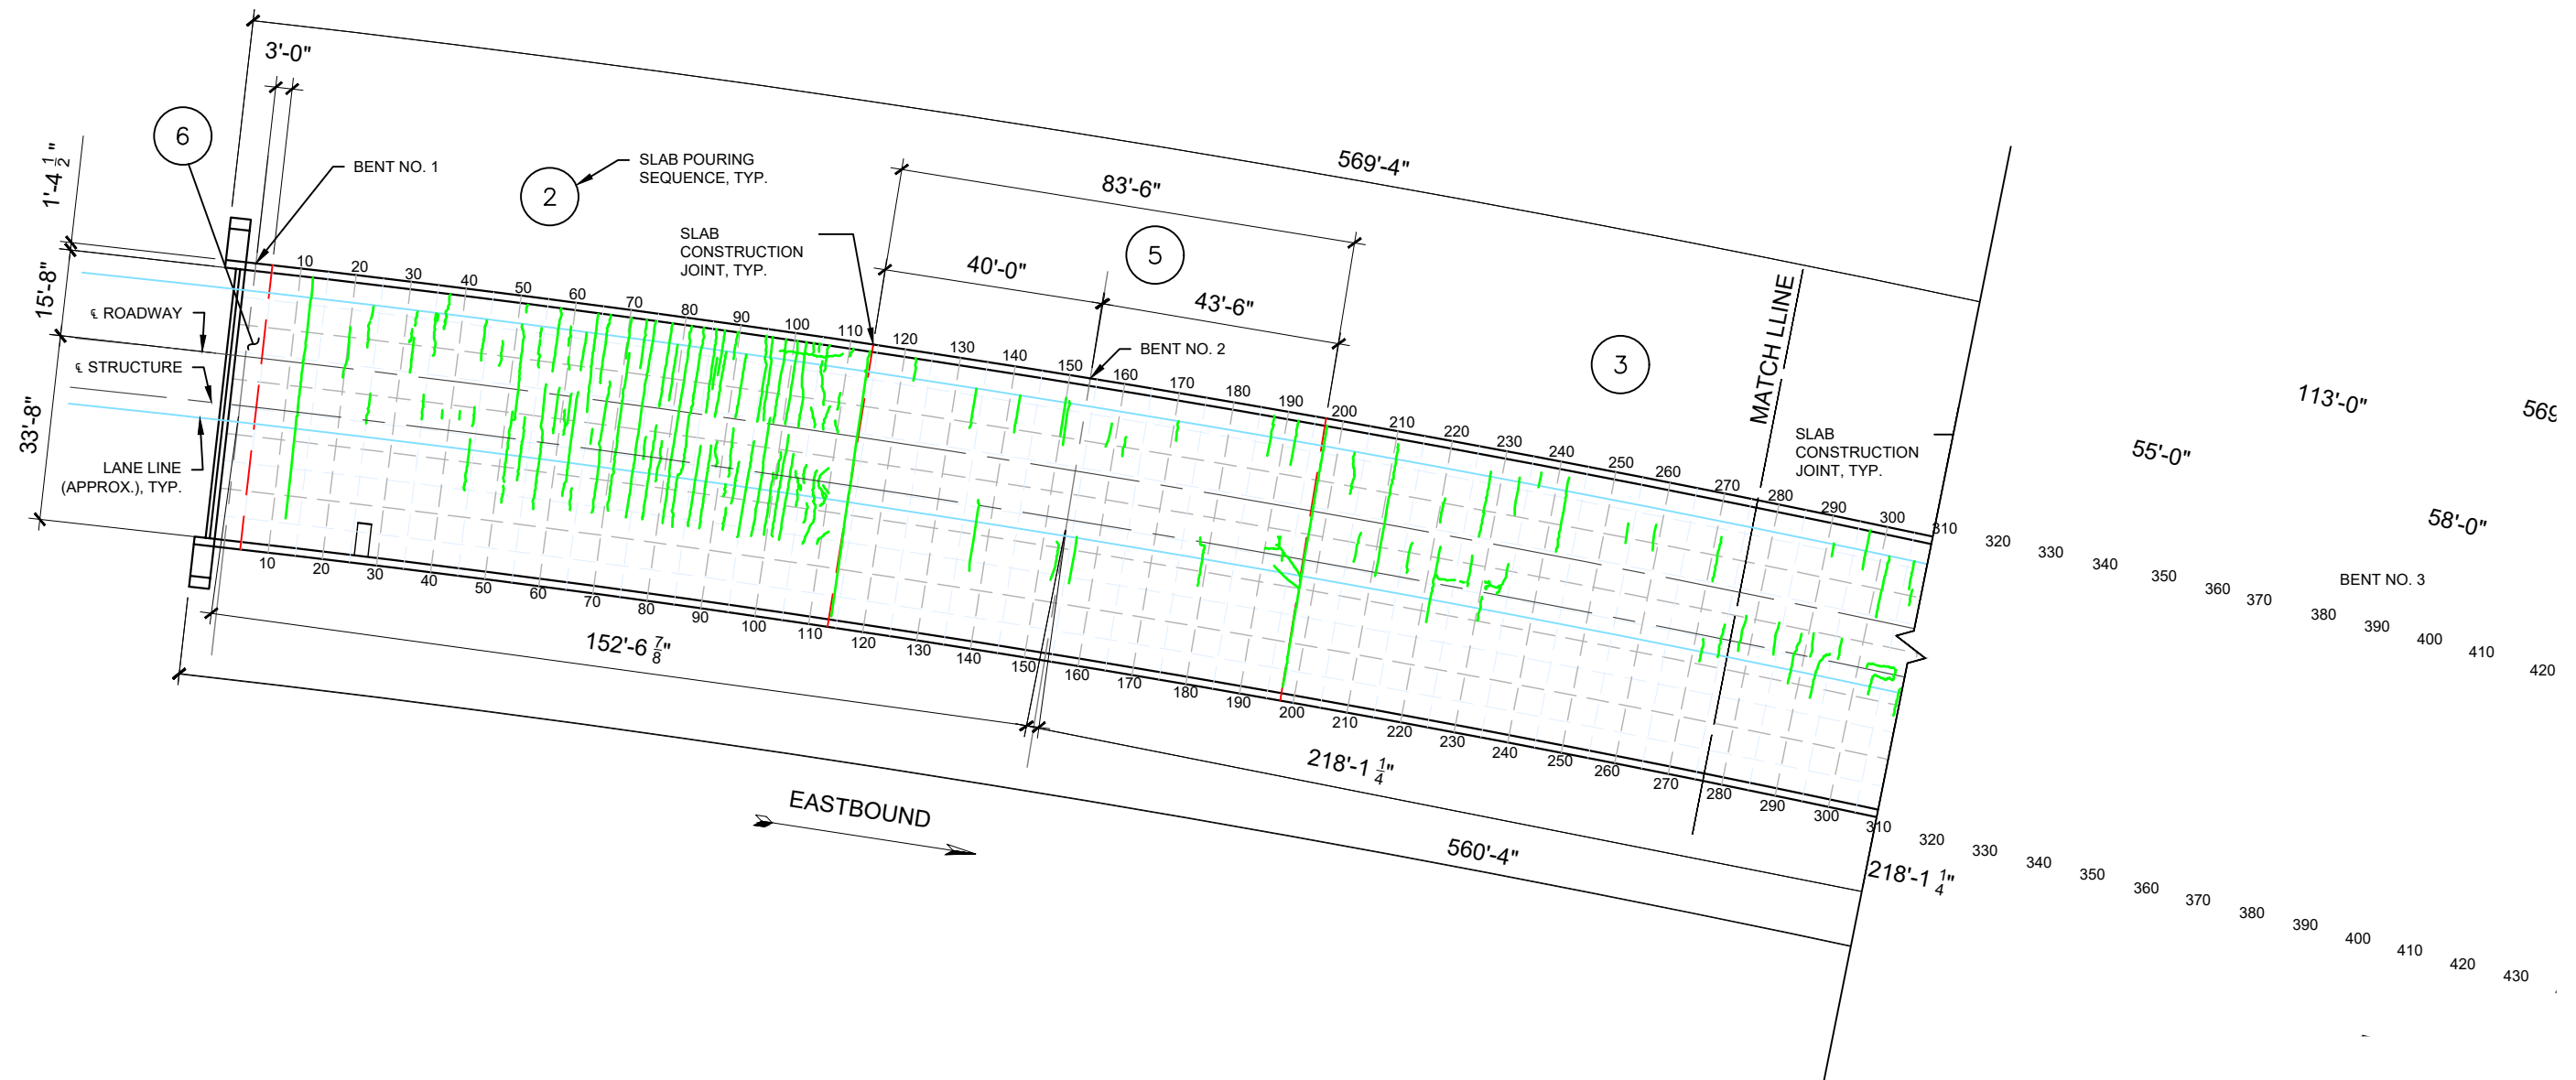 3'-0"
569'-4"
6
BENT NO. 1
2
SLAB POURING
SEQUENCE, TYP.
1'-4 1/2"
83'-6"
SLAB
CONSTRUCTION
JOINT, TYP.
5
40'-0"
43'-6"
15'-8"
℄ ROADWAY
℄ STRUCTURE
33'-8"
LANE LINE
(APPROX.), TYP.
BENT NO. 2
3
MATCH LLINE
SLAB
CONSTRUCTION
JOINT, TYP.
113'-0"
569
55'-0"
58'-0"
BENT NO. 3
10 20 30 40 50 60 70 80 90 100 110 120 130 140 150 160 170 180 190 200 210 220 230 240 250 260 270 280 290 300 310 320 330 340 350 360 370 380 390 400 410 420
10 20 30 40 50 60 70 80 90 100 110 120 130 140 150 160 170 180 190 200 210 220 230 240 250 260 270 280 290 300 310 320 330 340 350 360 370 380 390 400 410 420 430
152'-6 7/8"
218'-1 1/4"
218'-1 1/4"
EASTBOUND
560'-4"